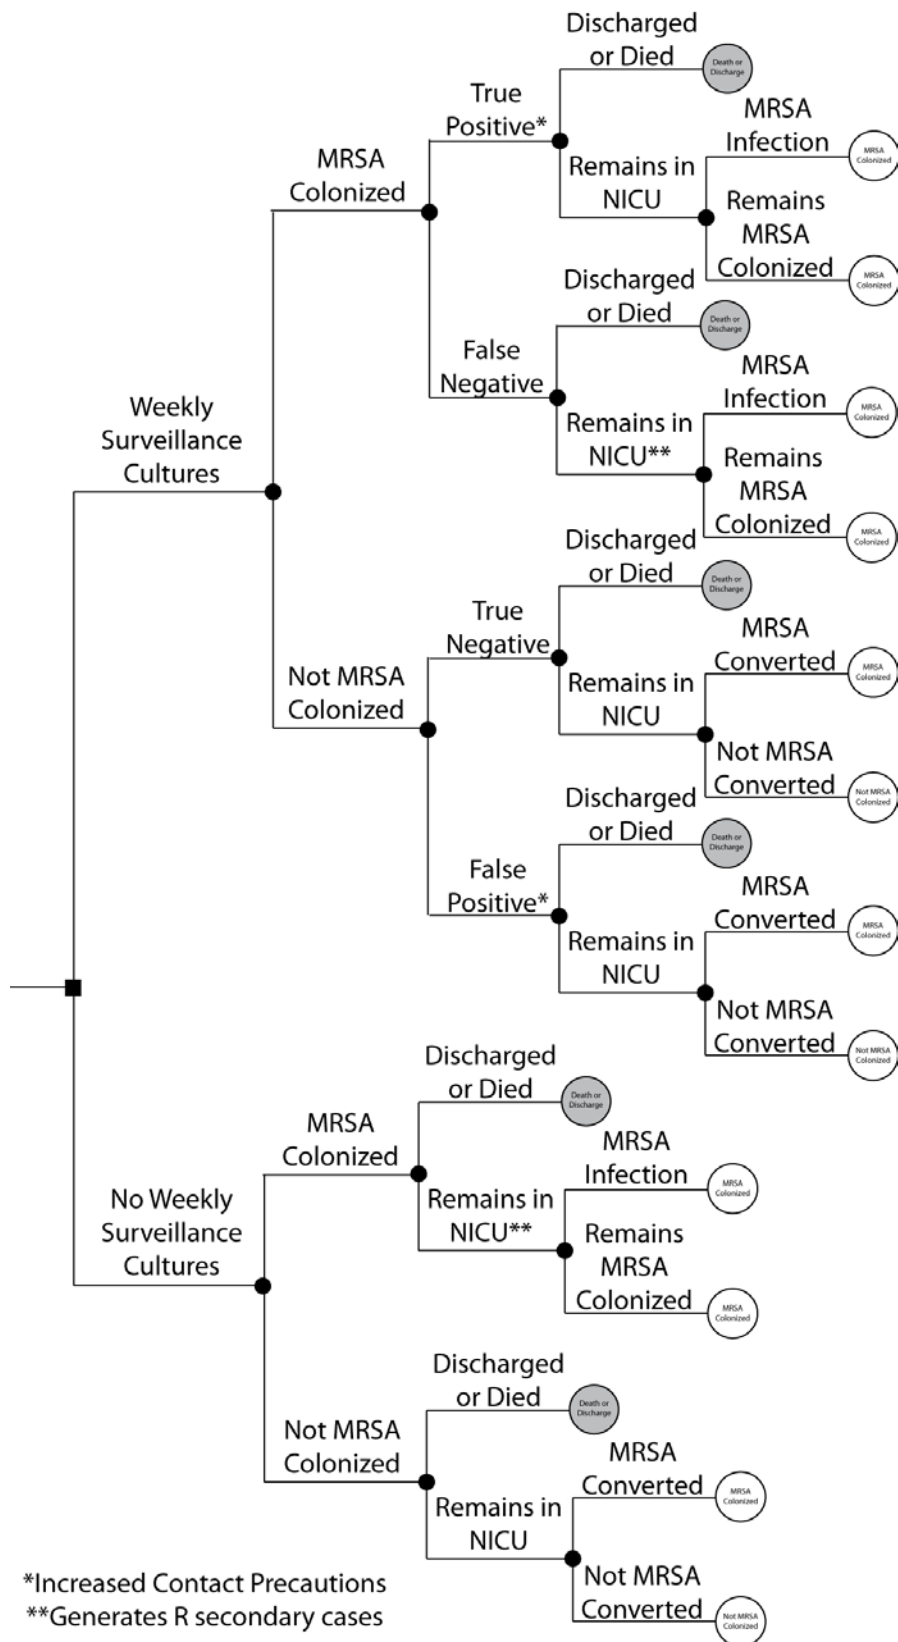 Discharged
or Died
Death or
Discharge
True
Positive*
MRSA
Infection
MRSA
Colonized
MRSA
Colonized
Remains in
NICU
Remains
MRSA
Colonized
MRSA
Colonized
Discharged
or Died
Death or
Discharge
False
Negative
MRSA
Infection
MRSA
Colonized
Weekly
Surveillance
Cultures
Remains in
NICU**
Remains
MRSA
Colonized
MRSA
Colonized
Discharged
or Died
Death or
Discharge
True
Negative
MRSA
Converted
MRSA
Colonized
Not MRSA
Colonized
Remains in
NICU
Not MRSA
Converted
Not MRSA
Colonized
Discharged
or Died
Death or
Discharge
False
Positive*
MRSA
Converted
MRSA
Colonized
Remains in
NICU
Not MRSA
Converted
Not MRSA
Colonized
Discharged
or Died
Death or
Discharge
MRSA
Colonized
MRSA
Infection
MRSA
Colonized
No Weekly
Surveillance
Cultures
Remains in
NICU**
Remains
MRSA
Colonized
MRSA
Colonized
Discharged
or Died
Death or
Discharge
Not MRSA
Colonized
MRSA
Converted
MRSA
Colonized
Remains in
NICU
Not MRSA
Converted
Not MRSA
Colonized
*Increased Contact Precautions
**Generates R secondary cases